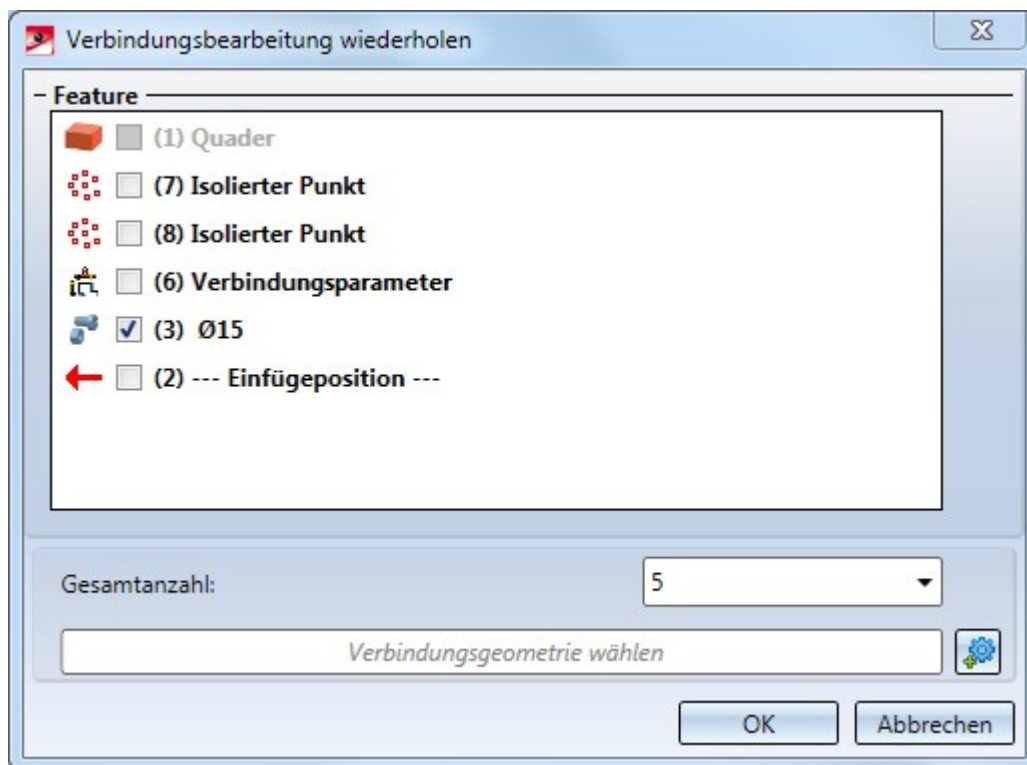 Verbindungsbearbeitung wiederholen
Feature
(1) Quader
(7) Isolierter Punkt
(8) Isolierter Punkt
(6) Verbindungsparameter
(3) Ø15
(2) --- Einfügeposition ---
Gesamtanzahl: 5
Verbindungsgeometrie wählen
OK Abbrechen